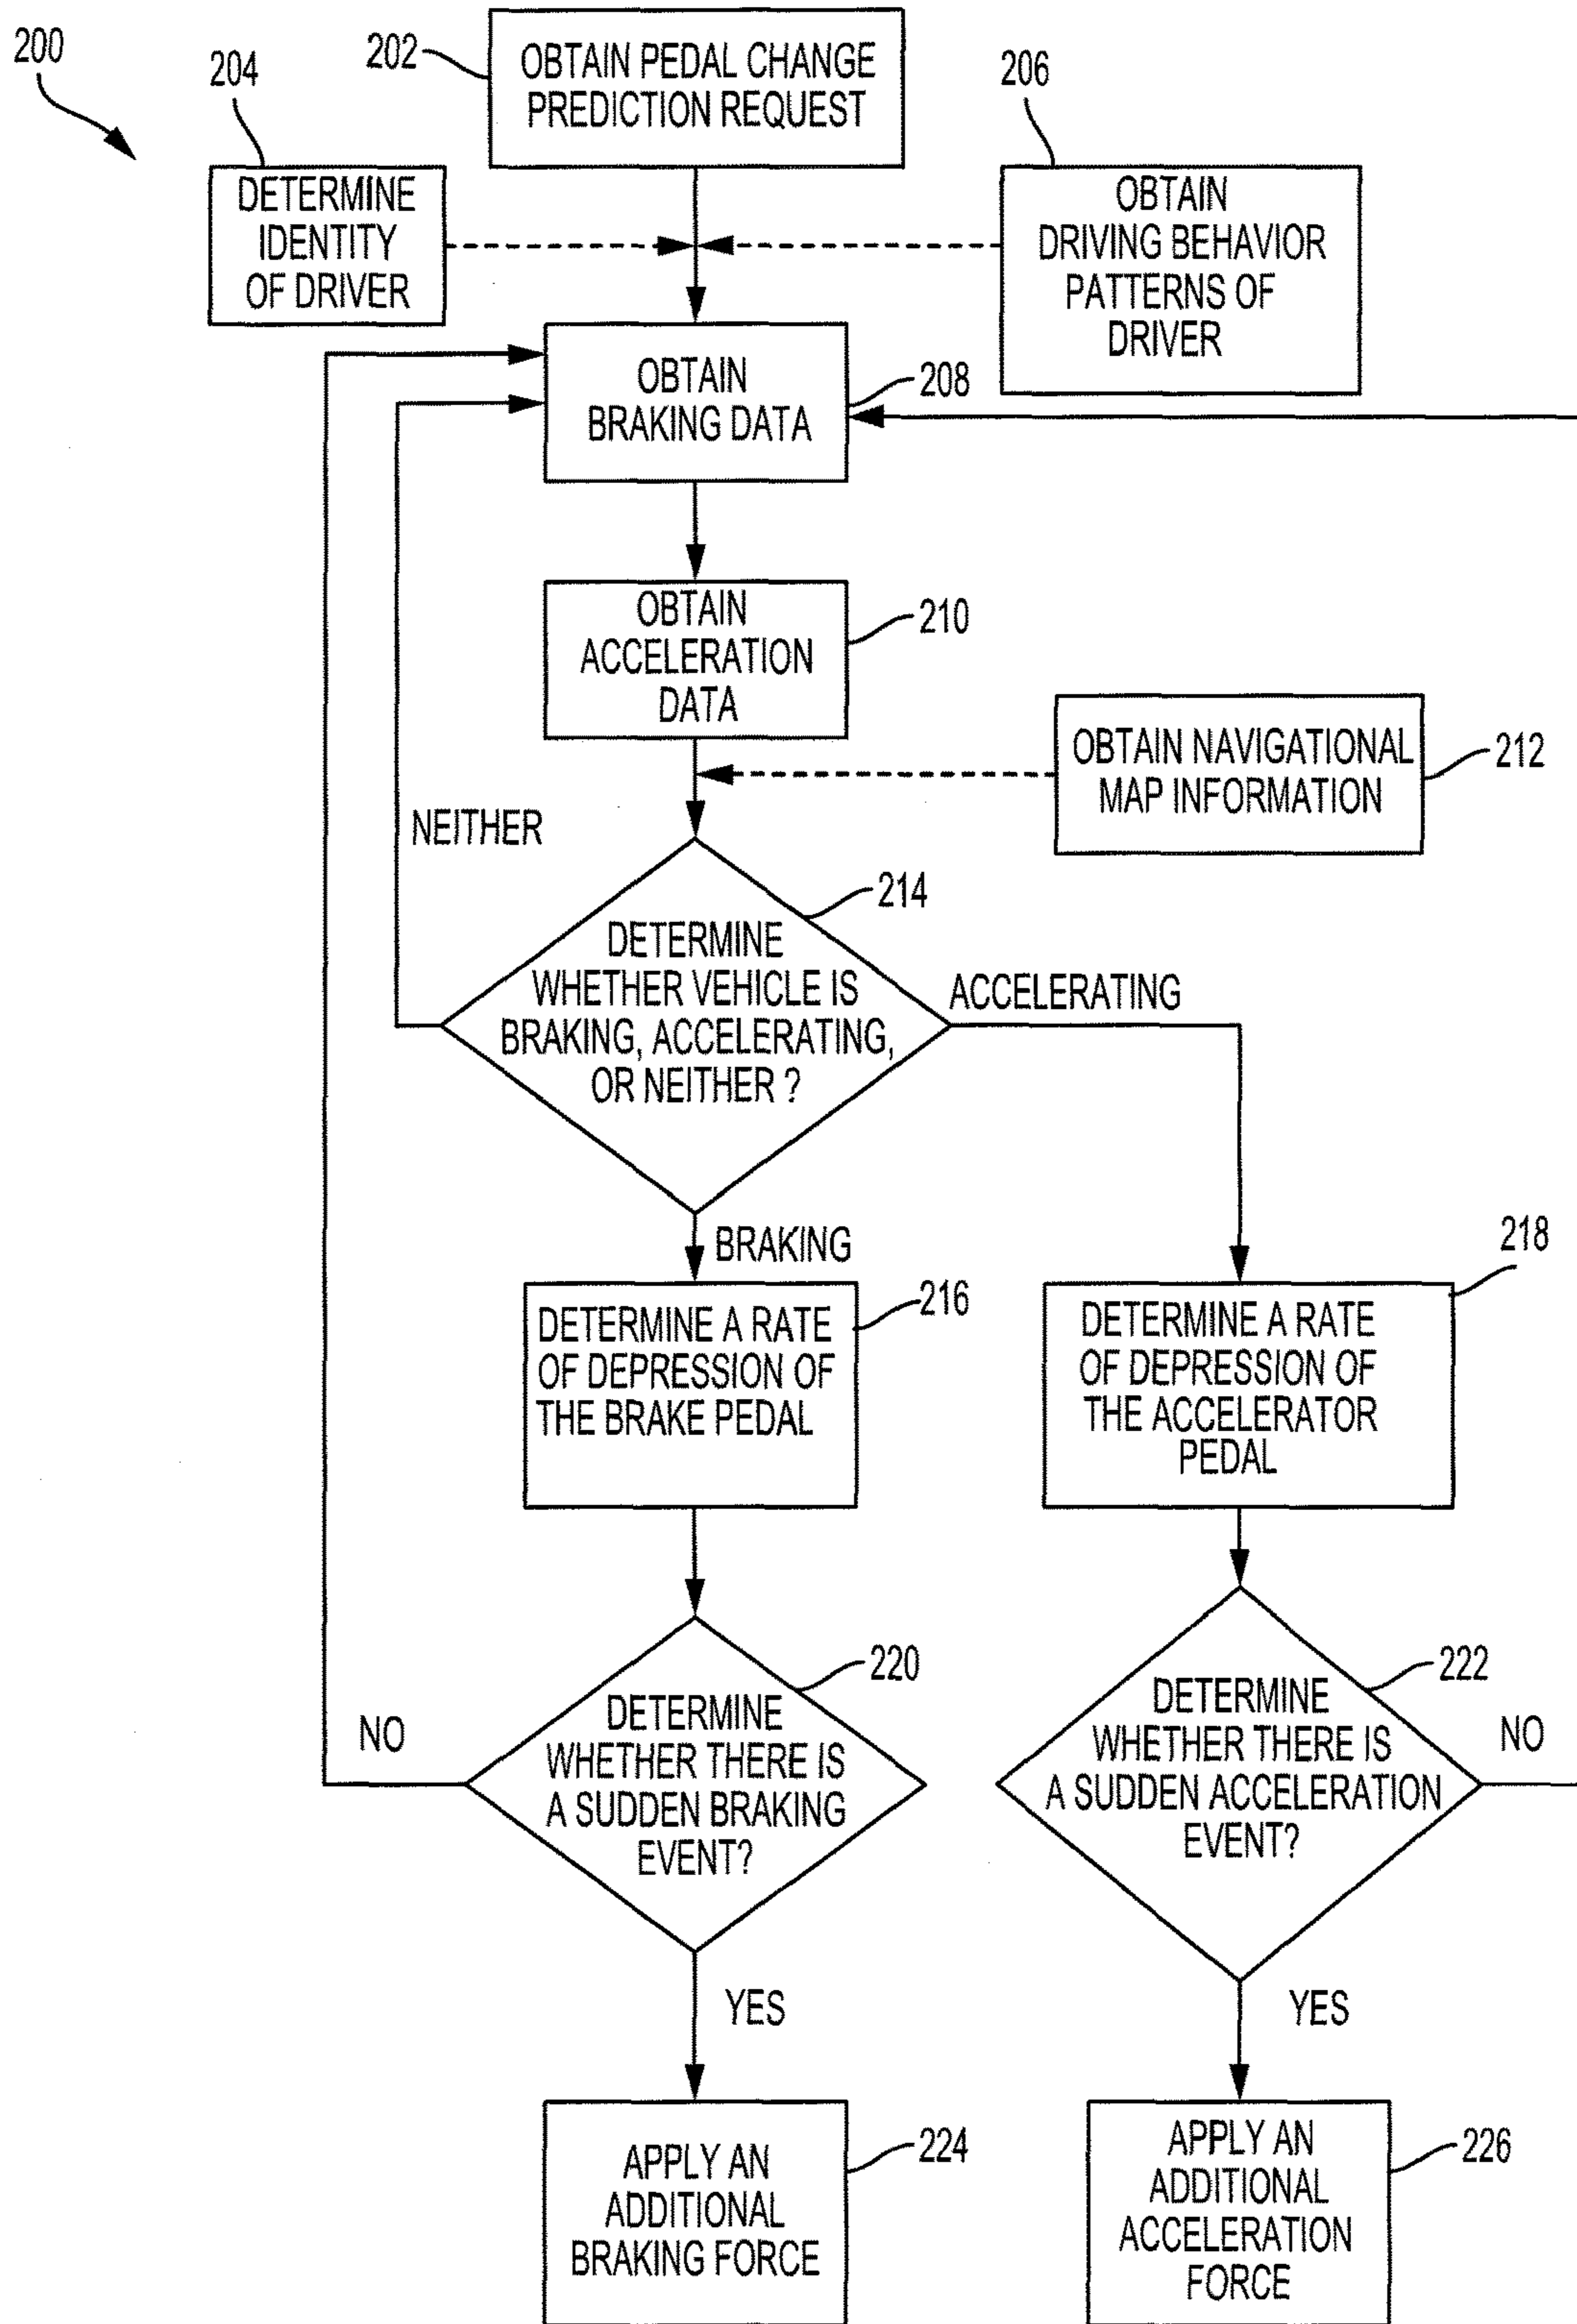 200
202
OBTAIN PEDAL CHANGE
PREDICTION REQUEST
204
DETERMINE
IDENTITY
OF DRIVER
206
OBTAIN
DRIVING BEHAVIOR
PATTERNS OF
DRIVER
OBTAIN
BRAKING DATA
208
OBTAIN
ACCELERATION
DATA
210
OBTAIN NAVIGATIONAL
MAP INFORMATION
212
NEITHER
214
DETERMINE
WHETHER VEHICLE IS
BRAKING, ACCELERATING,
OR NEITHER ?
ACCELERATING
BRAKING
216
DETERMINE A RATE
OF DEPRESSION OF
THE BRAKE PEDAL
218
DETERMINE A RATE
OF DEPRESSION OF
THE ACCELERATOR
PEDAL
220
DETERMINE
WHETHER THERE IS
A SUDDEN BRAKING
EVENT?
NO
222
DETERMINE
WHETHER THERE IS
A SUDDEN ACCELERATION
EVENT?
NO
YES
YES
APPLY AN
ADDITIONAL
BRAKING FORCE
224
APPLY AN
ADDITIONAL
ACCELERATION
FORCE
226